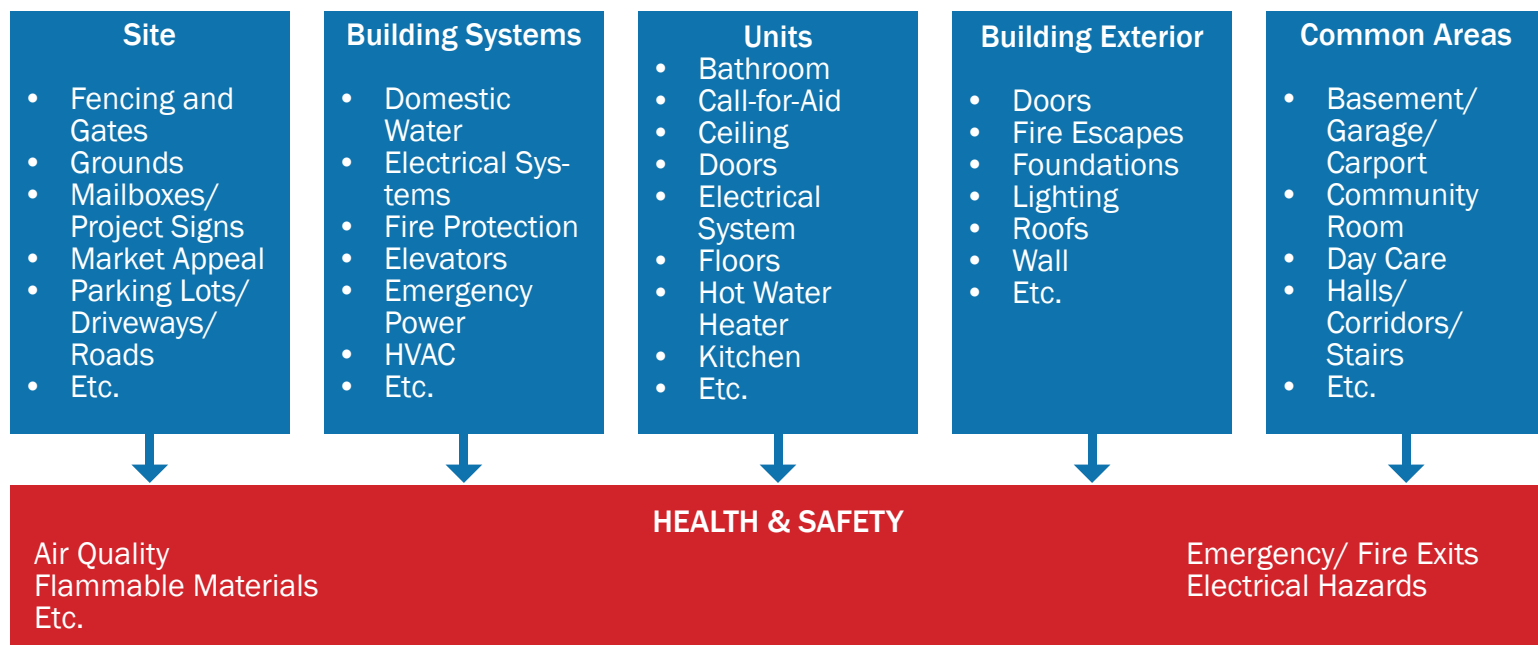 Site
• Fencing and
Gates
• Grounds
• Mailboxes/
Project Signs
• Market Appeal
• Parking Lots/
Driveways/
Roads
• Etc.
Building Systems
• Domestic
Water
• Electrical Sys-
tems
• Fire Protection
• Elevators
• Emergency
Power
• HVAC
• Etc.
Units
• Bathroom
• Call-for-Aid
• Ceiling
• Doors
• Electrical
System
• Floors
• Hot Water
Heater
• Kitchen
• Etc.
Building Exterior
• Doors
• Fire Escapes
• Foundations
• Lighting
• Roofs
• Wall
• Etc.
Common Areas
• Basement/
Garage/
Carport
• Community
Room
• Day Care
• Halls/
Corridors/
Stairs
• Etc.
HEALTH & SAFETY
Air Quality
Flammable Materials
Etc.
Emergency/ Fire Exits
Electrical Hazards